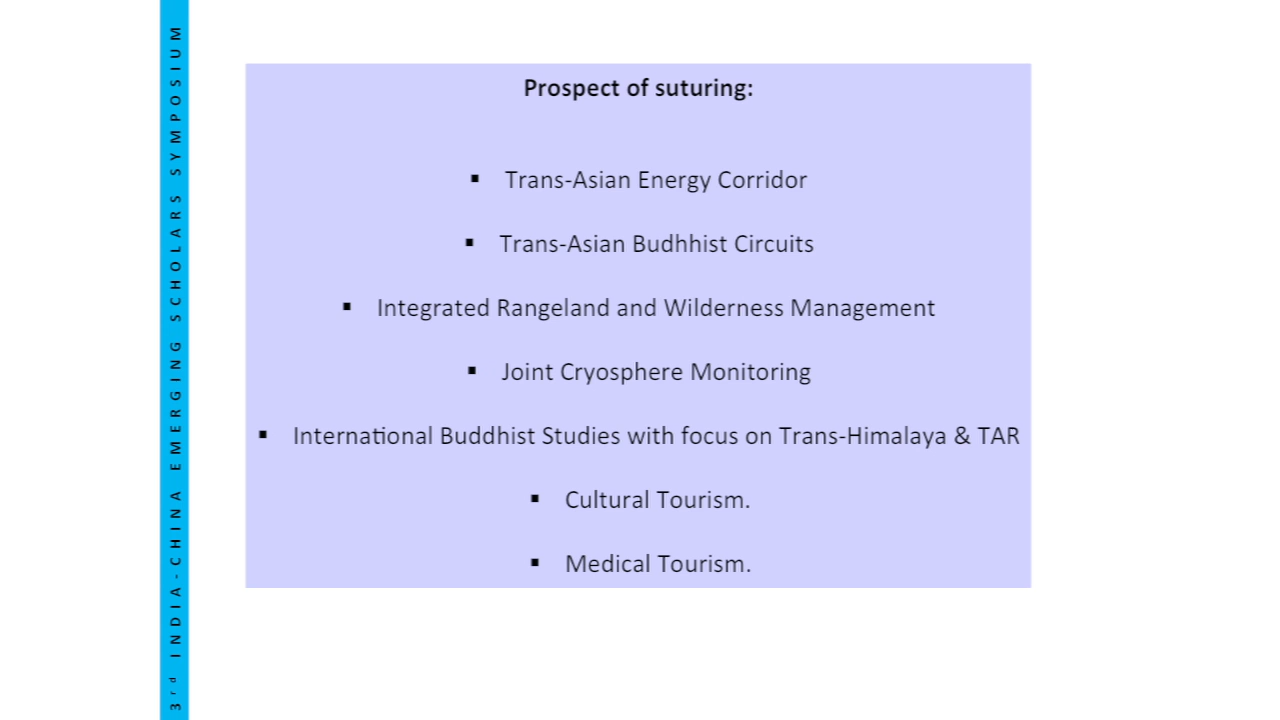 3rd INDIA-CHINA EMERGING SCHOLARS SYMPOSIUM
Prospect of suturing:
▪ Trans-Asian Energy Corridor
▪ Trans-Asian Budhhist Circuits
▪ Integrated Rangeland and Wilderness Management
▪ Joint Cryosphere Monitoring
▪ International Buddhist Studies with focus on Trans-Himalaya & TAR
▪ Cultural Tourism.
▪ Medical Tourism.